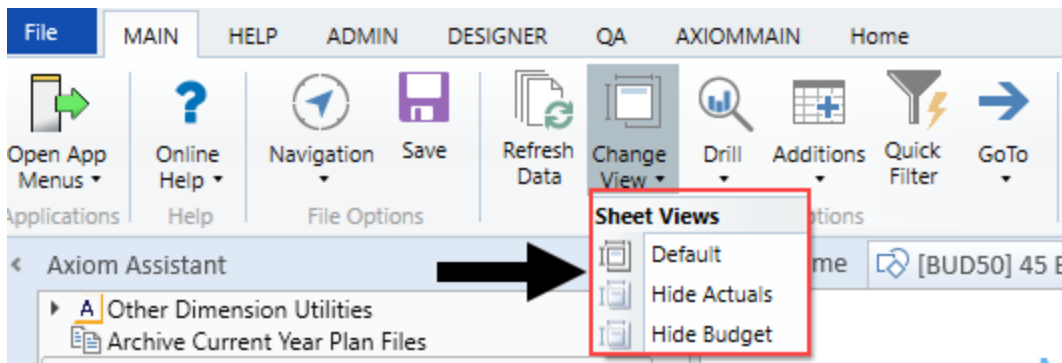 File MAIN HELP ADMIN DESIGNER QA AXIOMMAIN Home
Open App Menus
Online Help
Navigation
Save
Refresh Data
Change View
Drill
Additions
Quick Filter
GoTo
Applications Help File Options
Sheet Views
Default
Hide Actuals
Hide Budget
Axiom Assistant
[BUD50] 45
Other Dimension Utilities
Archive Current Year Plan Files